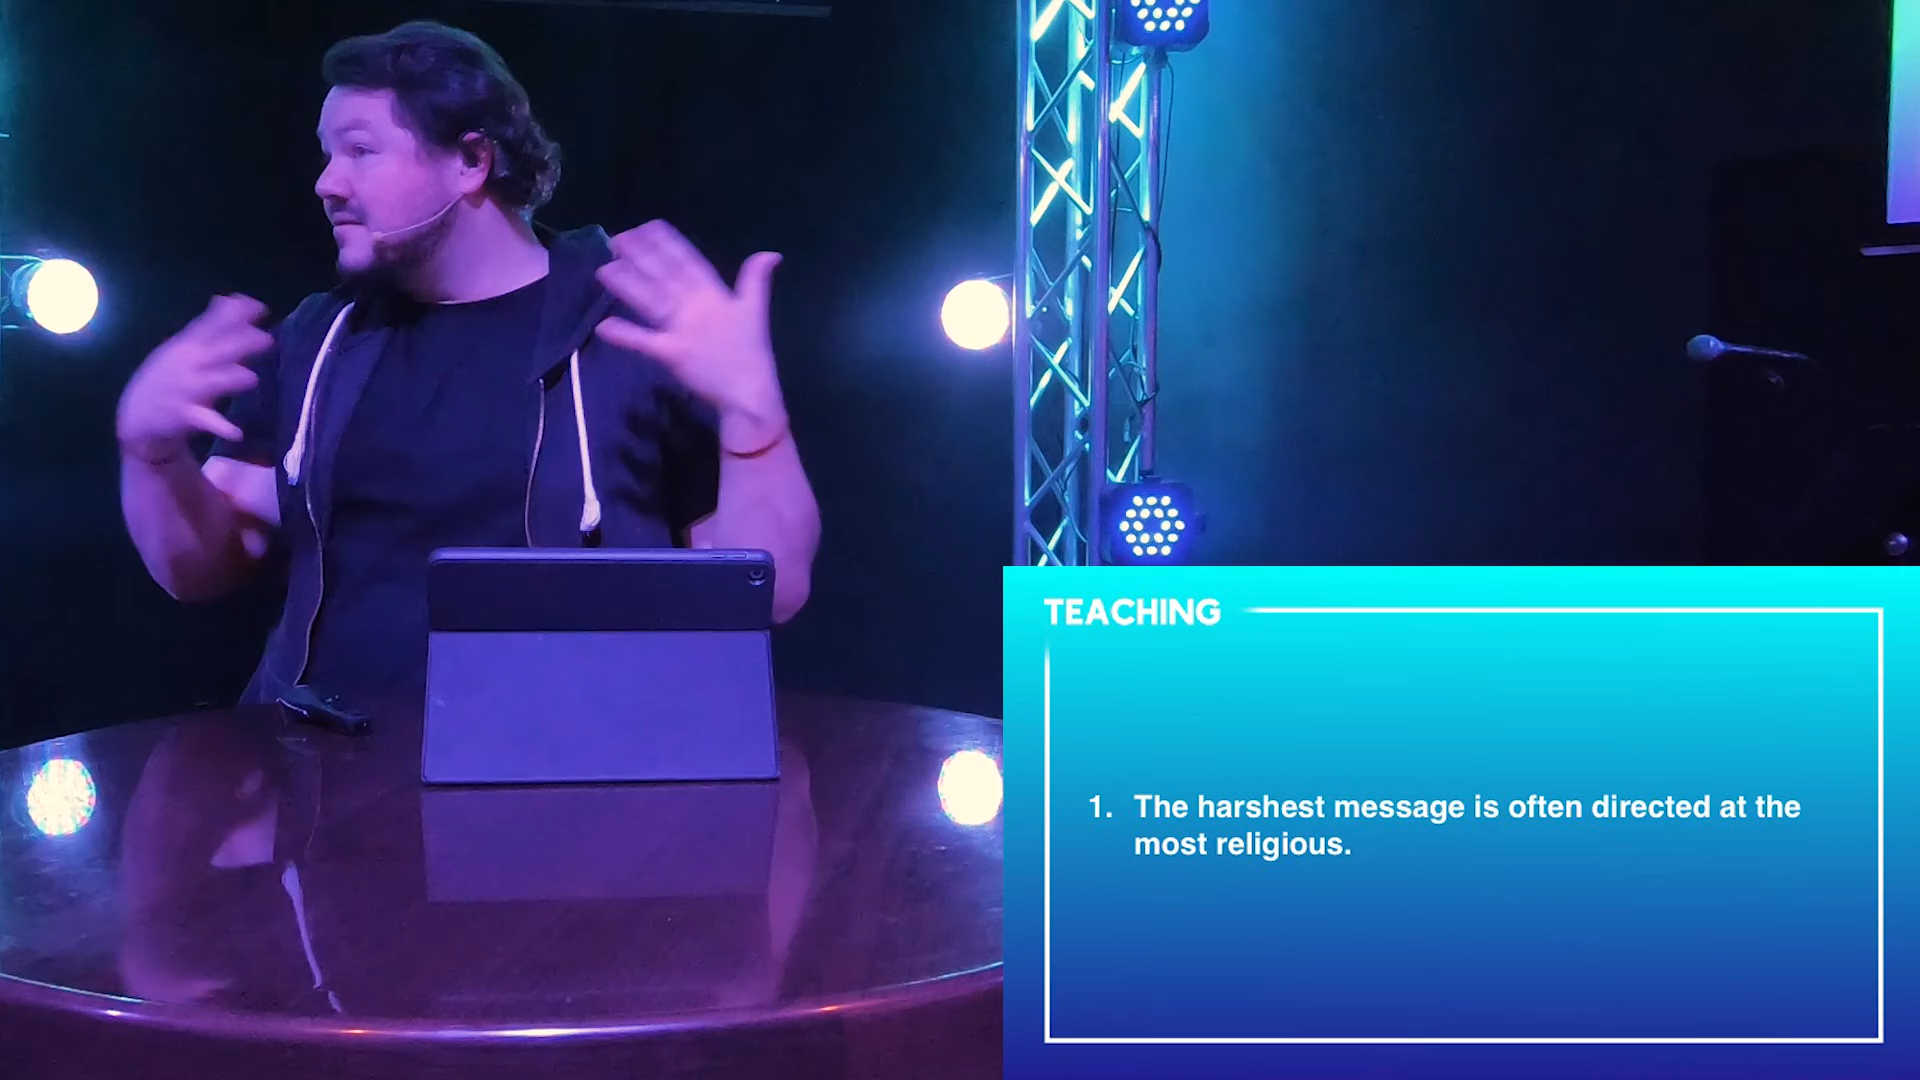 TEACHING
1. The harshest message is often directed at the
most religious.